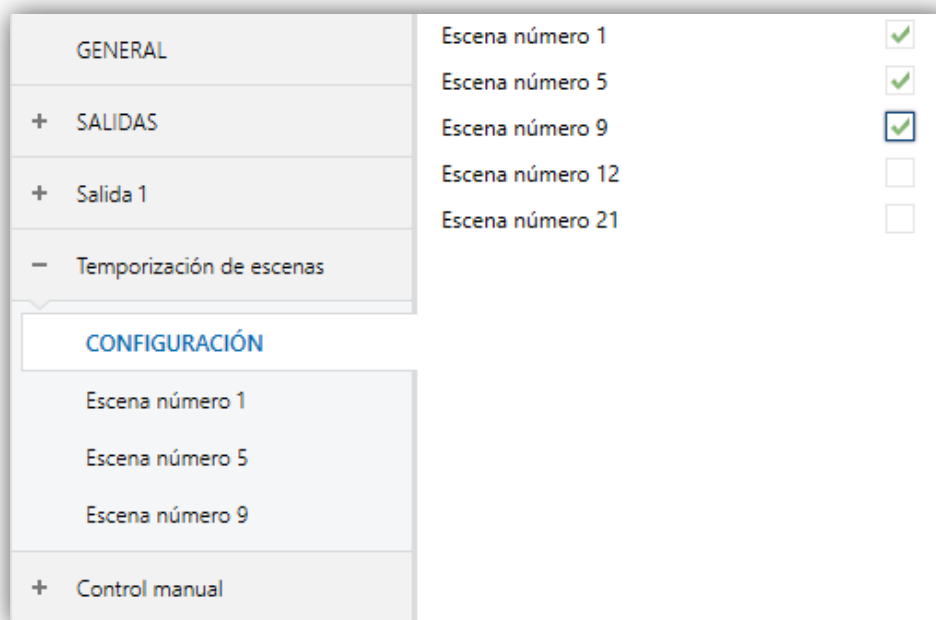 GENERAL
+ SALIDAS
+ Salida 1
− Temporización de escenas
CONFIGURACIÓN
Escena número 1
Escena número 5
Escena número 9
+ Control manual
Escena número 1
Escena número 5
Escena número 9
Escena número 12
Escena número 21